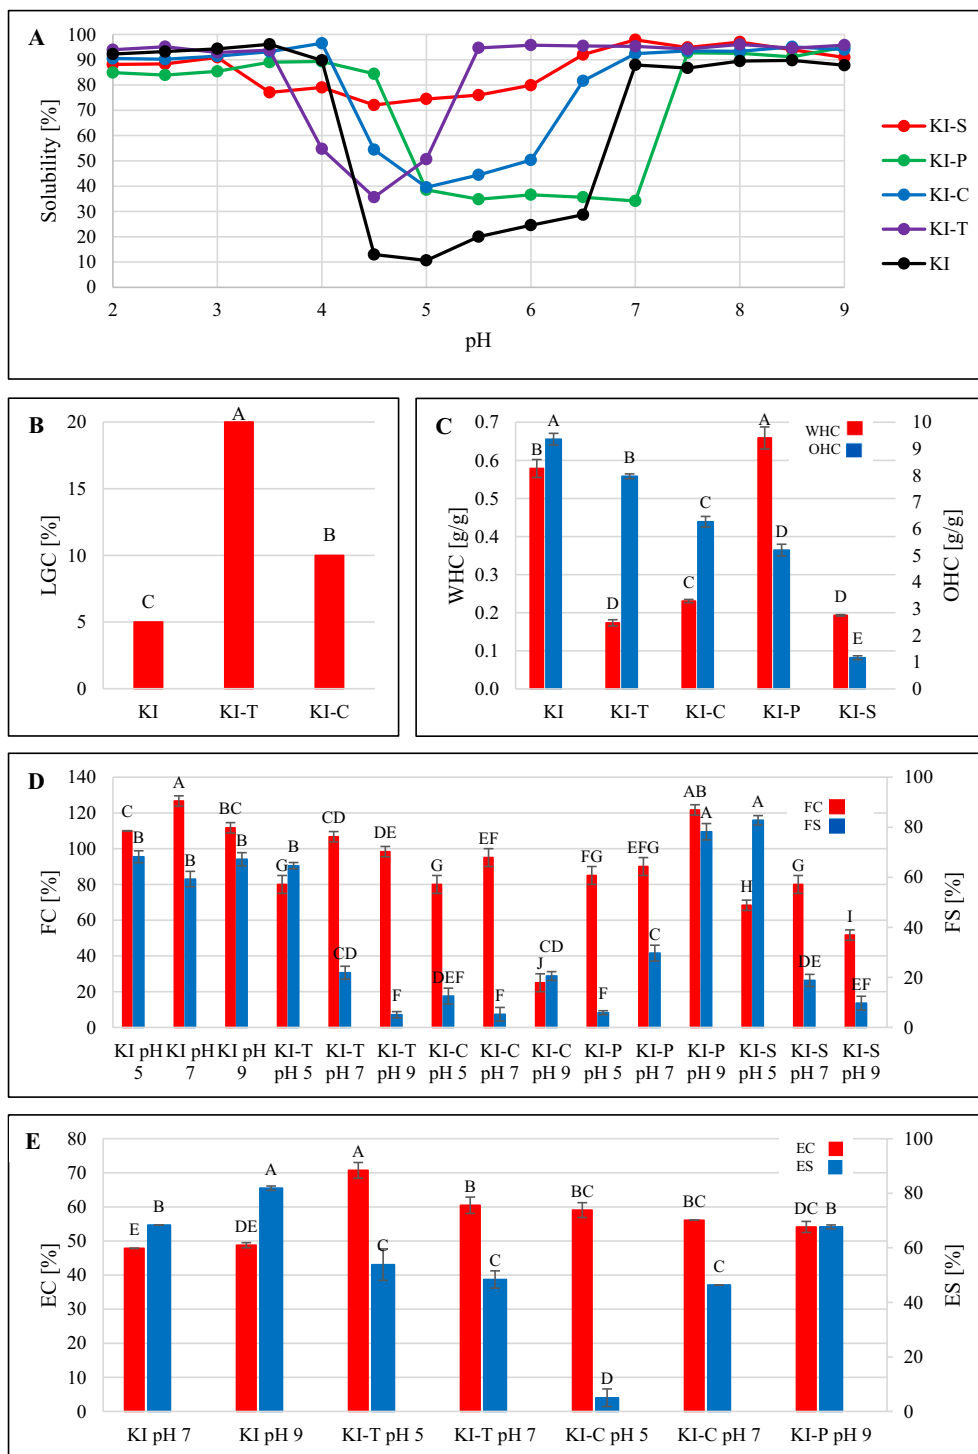 A
Solubility [%]
100
90
80
70
60
50
40
30
20
10
0
2 3 4 5 6 7 8 9
pH
KI-S
KI-P
KI-C
KI-T
KI
B
LGC [%]
20
15
10
5
0
C A B
KI KI-T KI-C
C
WHC [g/g]
0.7
0.6
0.5
0.4
0.3
0.2
0.1
0.0
B A D B C C A D D E
WHC
OHC
10
9
8
7
6
5
4
3
2
1
0
OHC [g/g]
KI KI-T KI-C KI-P KI-S
D
FC [%]
140
120
100
80
60
40
20
0
C B A B BC B G B CD CD DE F G DEF EF F J CD FG F EFG C AB A H A G DE I EF
FC
FS
100
80
60
40
20
0
FS [%]
KI pH KI pH KI pH KI-T KI-T KI-T KI-C KI-C KI-C KI-P KI-P KI-P KI-S KI-S KI-S
5 7 9 pH 5 pH 7 pH 9 pH 5 pH 7 pH 9 pH 5 pH 7 pH 9 pH 5 pH 7 pH 9
E
EC [%]
80
70
60
50
40
30
20
10
0
E B DE A A C B C BC D BC C DC B
EC
ES
100
80
60
40
20
0
ES [%]
KI pH 7 KI pH 9 KI-T pH 5 KI-T pH 7 KI-C pH 5 KI-C pH 7 KI-P pH 9